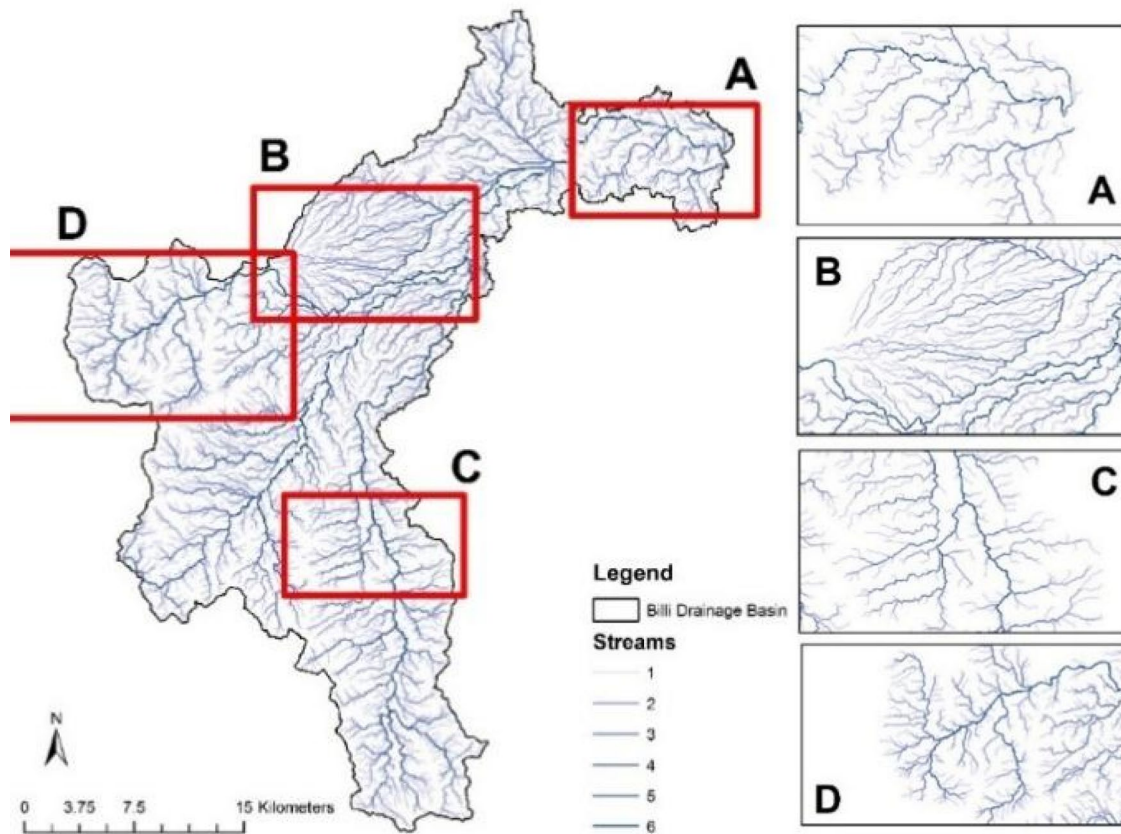 A
B
D
C
A
B
C
D
Legend
Billi Drainage Basin
Streams
1
2
3
4
5
6
N
0 3.75 7.5 15 Kilometers